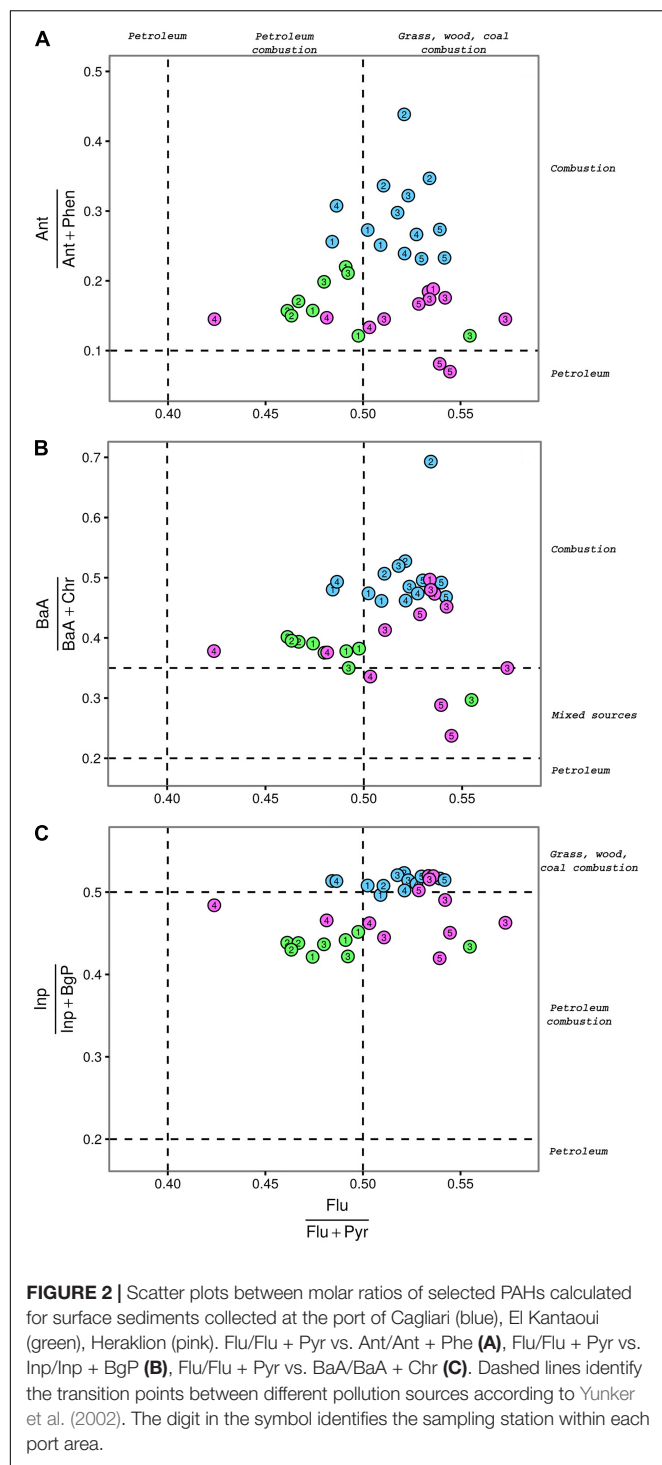 A
Petroleum
Petroleum combustion
Grass, wood, coal combustion
0.5
0.4
0.3
0.2
0.1
Ant
Ant + Phen
Combustion
Petroleum
0.40 0.45 0.50 0.55
B
0.7
0.6
0.5
0.4
0.3
0.2
BaA
BaA + Chr
Combustion
Mixed sources
Petroleum
0.40 0.45 0.50 0.55
C
0.5
0.4
0.3
0.2
Inp
Inp + BgP
Grass, wood,
coal combustion
Petroleum
combustion
Petroleum
0.40 0.45 0.50 0.55
Flu
Flu + Pyr
FIGURE 2 | Scatter plots between molar ratios of selected PAHs calculated
for surface sediments collected at the port of Cagliari (blue), El Kantaoui
(green), Heraklion (pink). Flu/Flu + Pyr vs. Ant/Ant + Phe (A), Flu/Flu + Pyr vs.
Inp/Inp + BgP (B), Flu/Flu + Pyr vs. BaA/BaA + Chr (C). Dashed lines identify
the transition points between different pollution sources according to Yunker
et al. (2002). The digit in the symbol identifies the sampling station within each
port area.